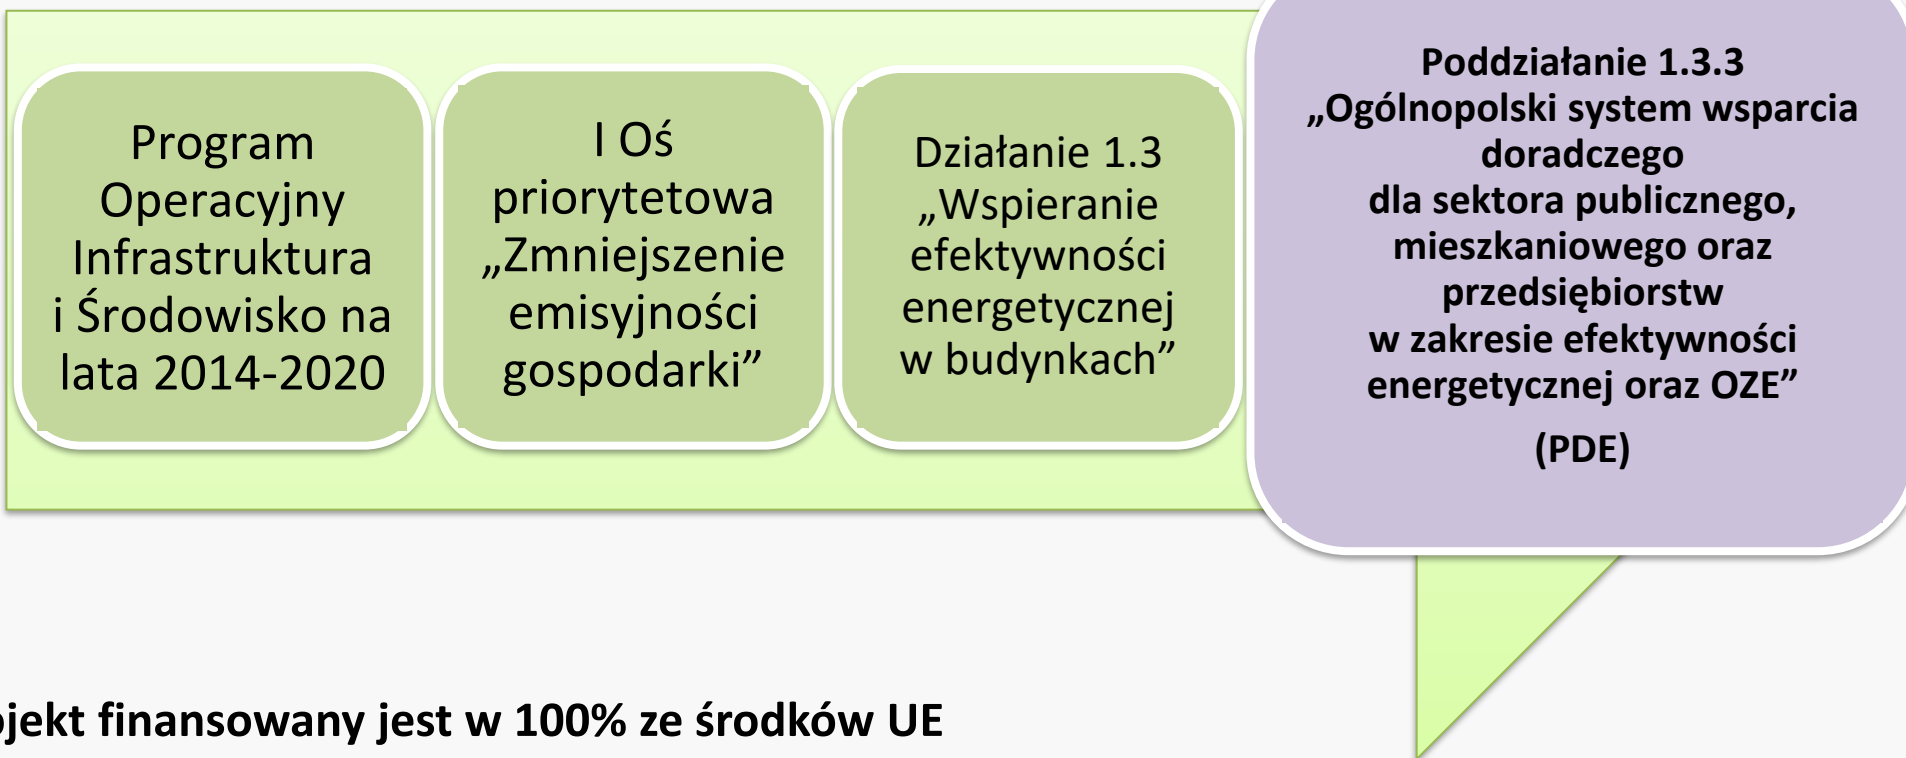 Program
Operacyjny
Infrastruktura
i Środowisko na
lata 2014-2020
I Oś
priorytetowa
„Zmniejszenie
emisyjności
gospodarki”
Działanie 1.3
„Wspieranie
efektywności
energetycznej
w budynkach”
Poddziałanie 1.3.3
„Ogólnopolski system wsparcia
doradczego
dla sektora publicznego,
mieszkaniowego oraz
przedsiębiorstw
w zakresie efektywności
energetycznej oraz OZE”
(PDE)
finansowany jest w 100% ze środków UE